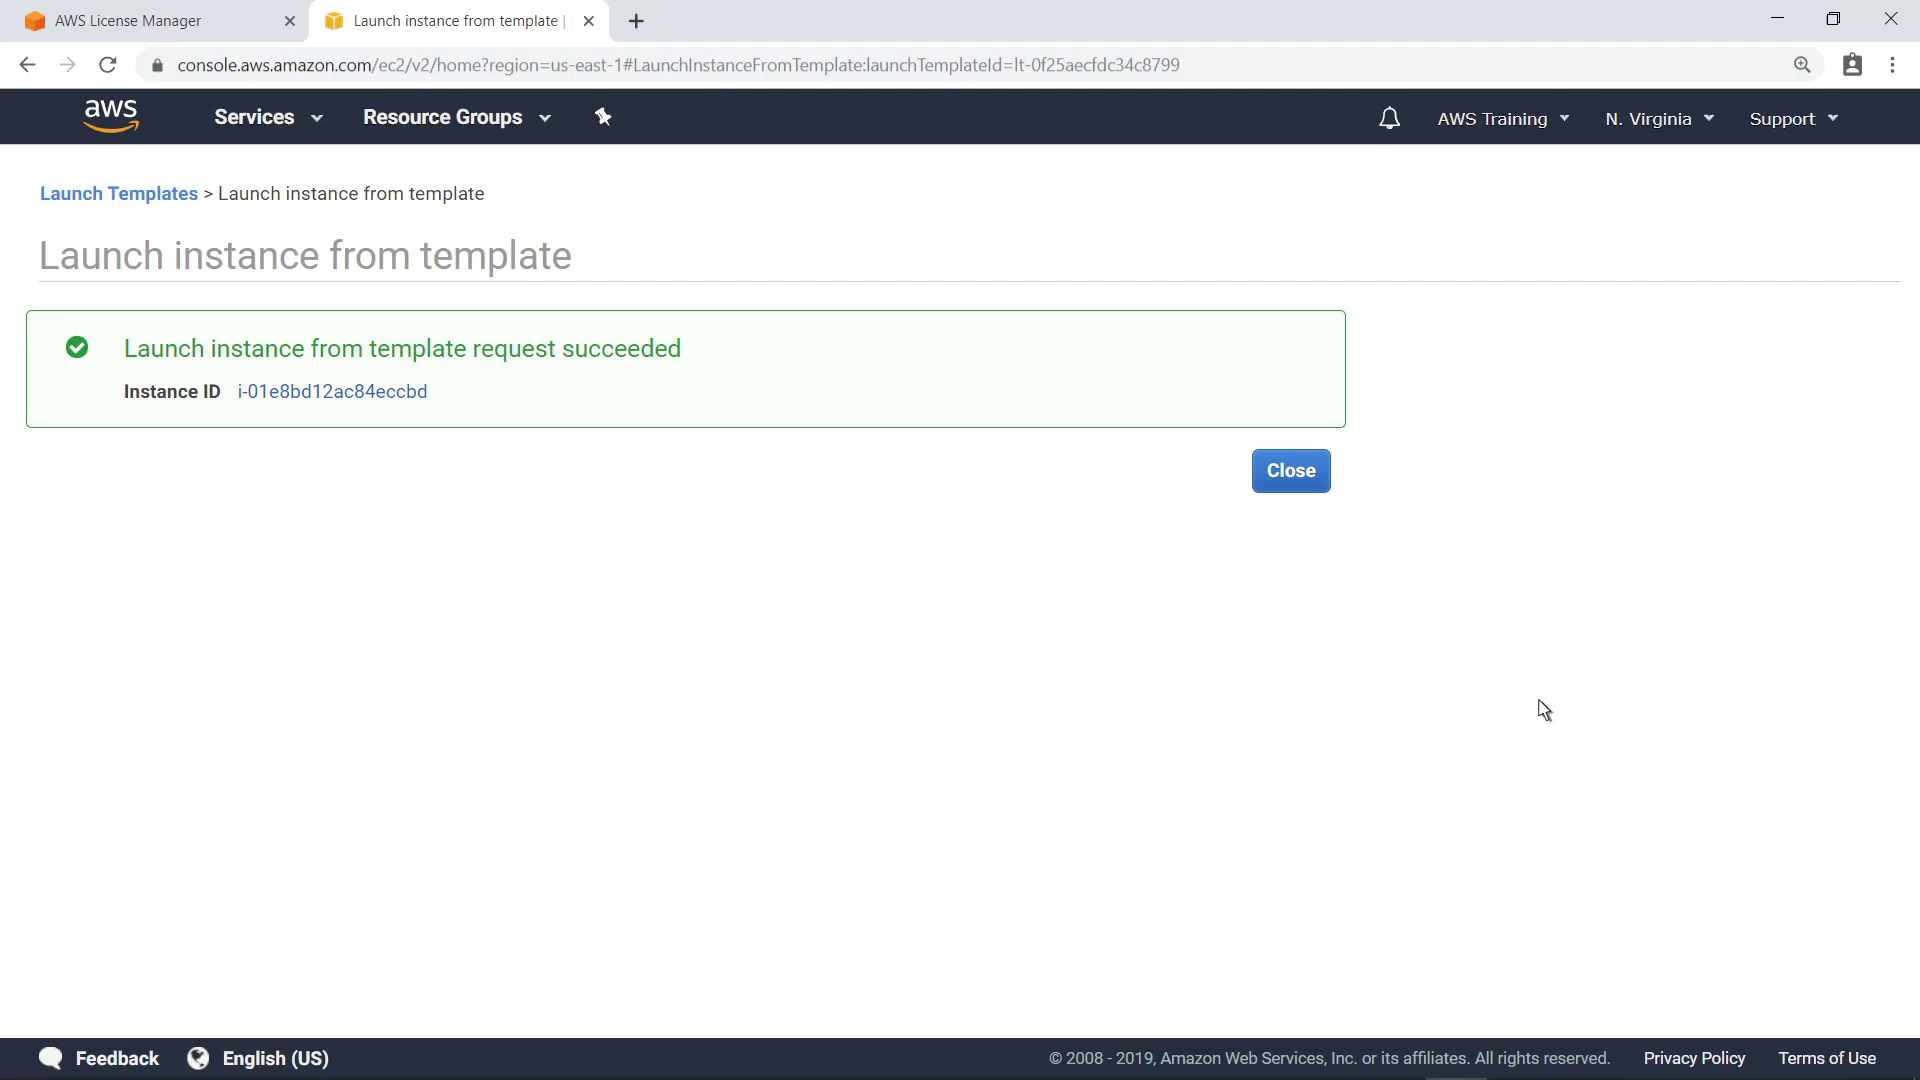 AWS License Manager
Launch instance from template |
console.aws.amazon.com/ec2/v2/home?region=us-east-1#LaunchInstanceFromTemplate:launchTemplateId=lt-0f25aecfdc34c8799
aws
Services
Resource Groups
AWS Training
N. Virginia
Support
Launch Templates > Launch instance from template
Launch instance from template
Launch instance from template request succeeded
Instance ID i-01e8bd12ac84eccbd
Close
Feedback
English (US)
© 2008 - 2019, Amazon Web Services, Inc. or its affiliates. All rights reserved.
Privacy Policy
Terms of Use